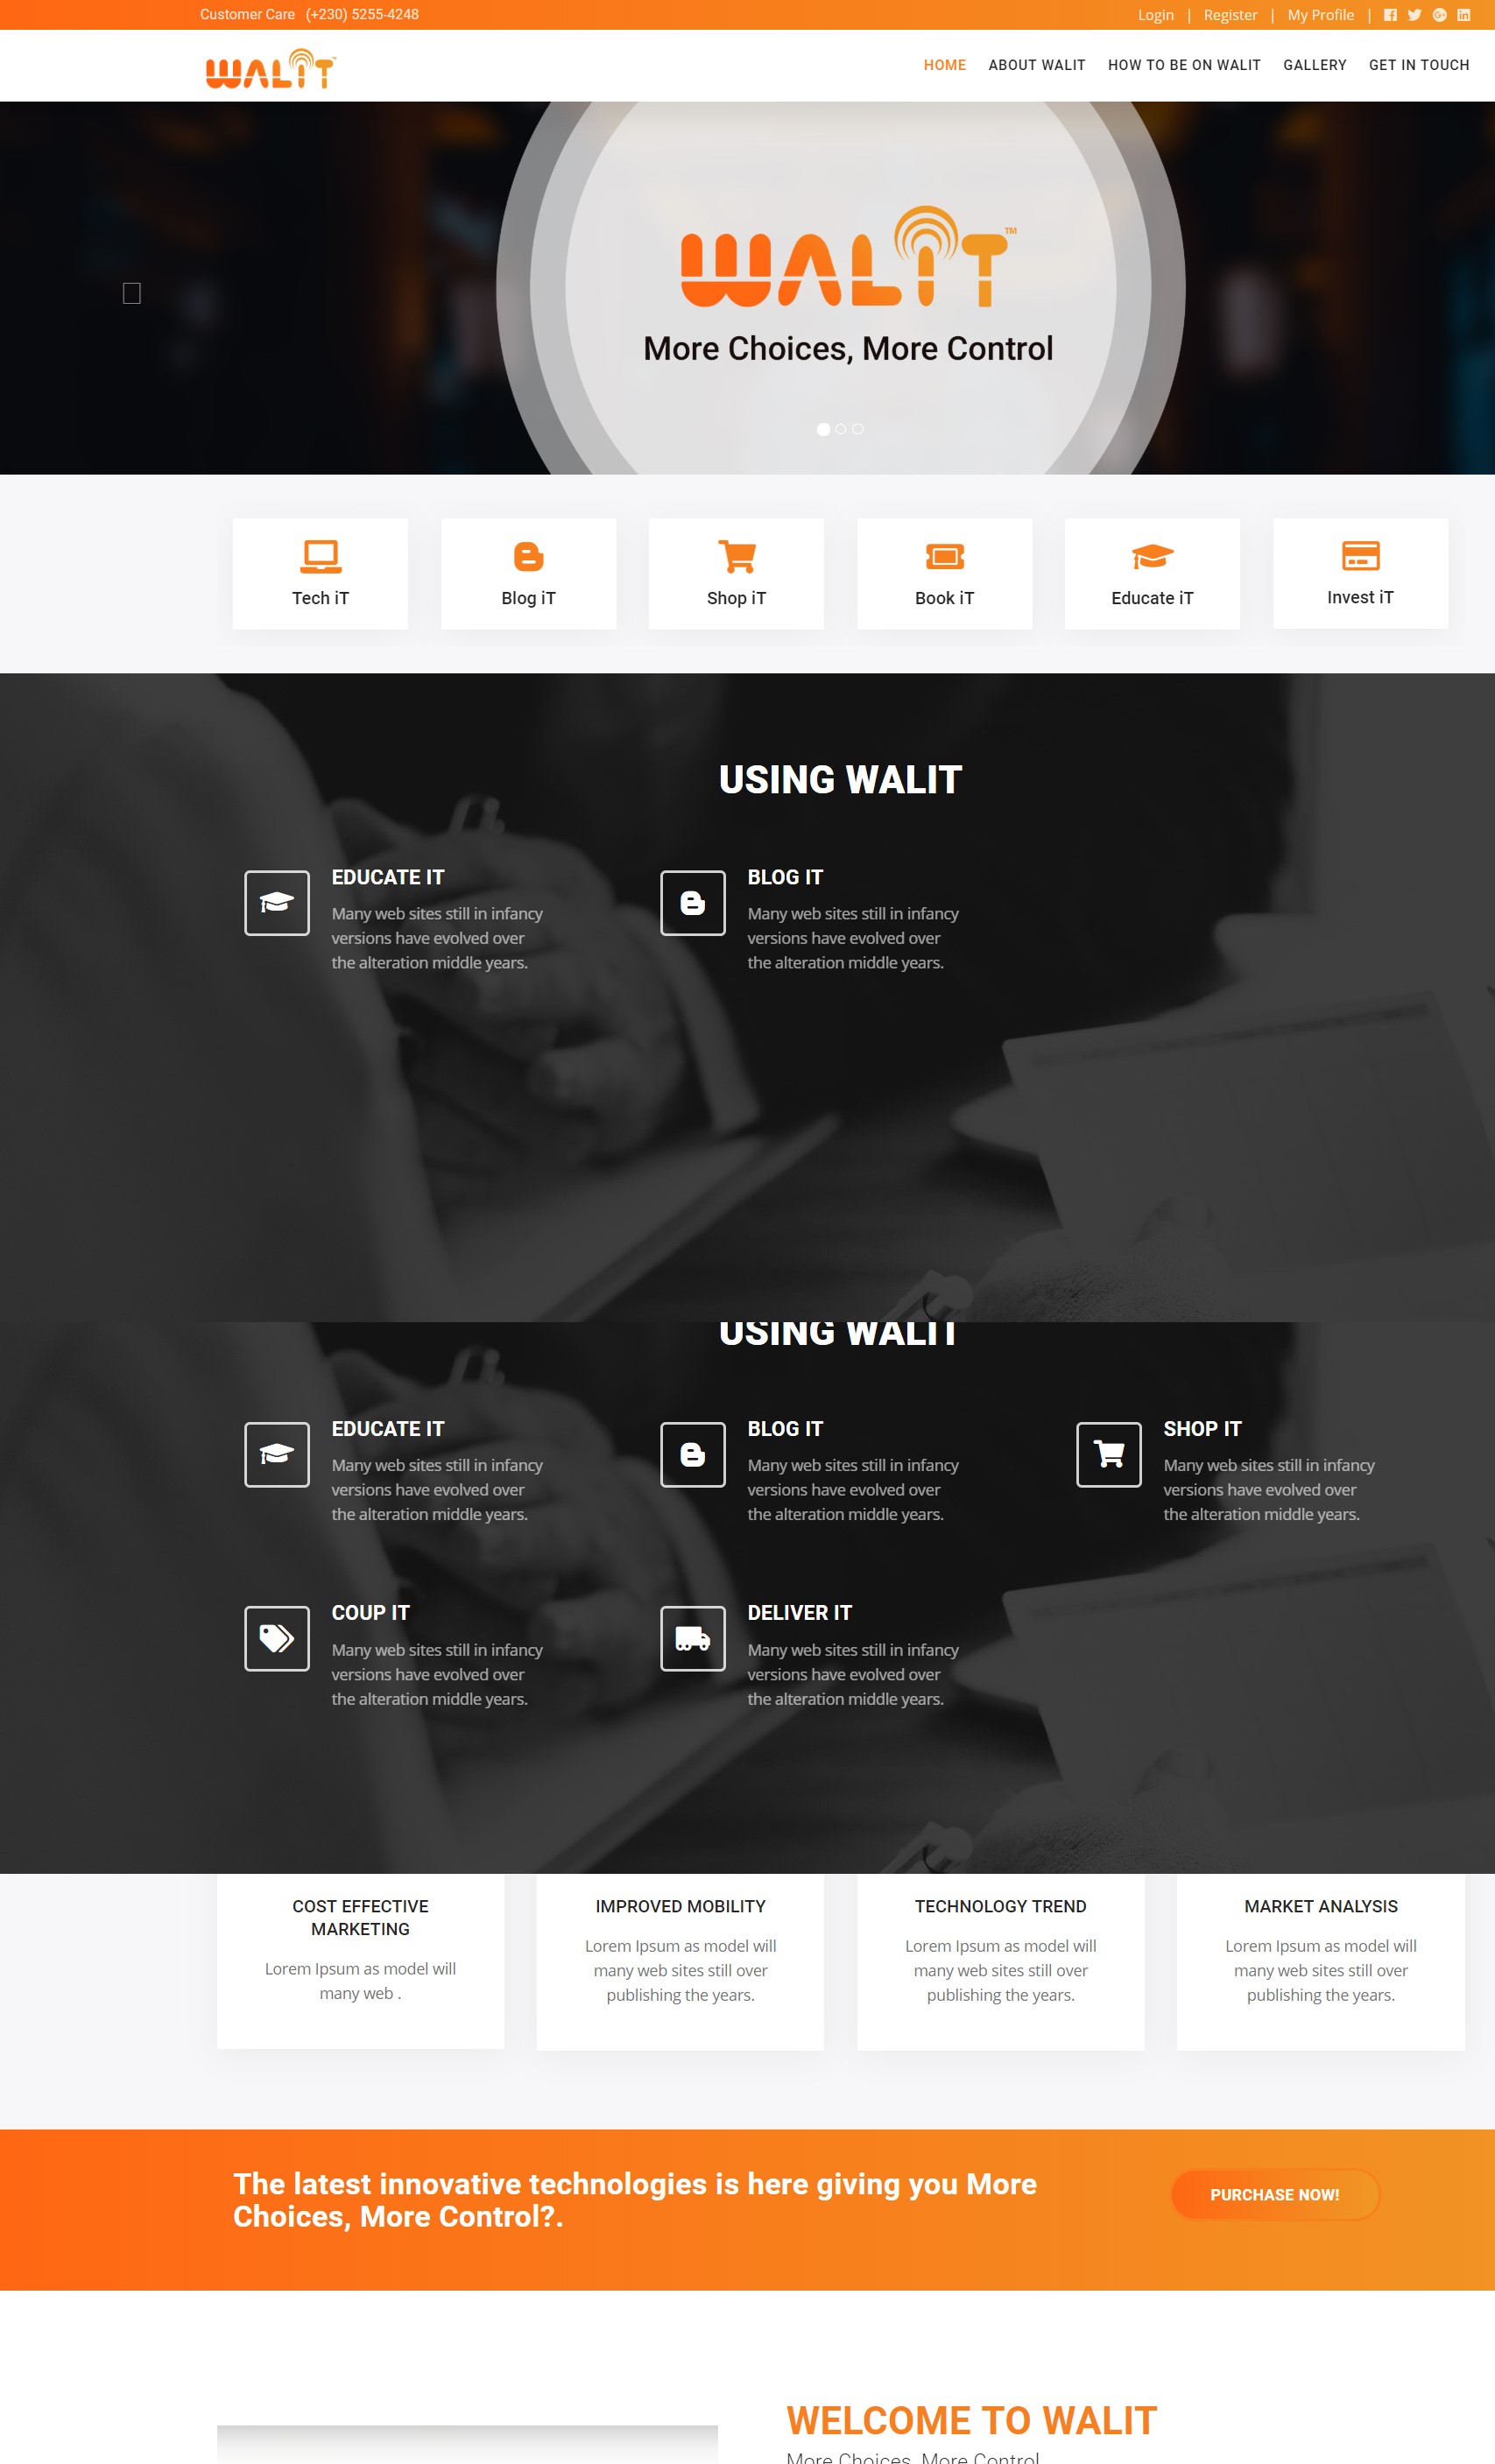 Customer Care (+230) 5255-4248
Login | Register | My Profile |
WALIT
HOME ABOUT WALIT HOW TO BE ON WALIT GALLERY GET IN TOUCH
WALIT™
More Choices, More Control
Tech iT
Blog iT
Shop iT
Book iT
Educate iT
Invest iT
USING WALIT
EDUCATE IT
Many web sites still in infancy
versions have evolved over
the alteration middle years.
BLOG IT
Many web sites still in infancy
versions have evolved over
the alteration middle years.
USING WALIT
EDUCATE IT
Many web sites still in infancy
versions have evolved over
the alteration middle years.
BLOG IT
Many web sites still in infancy
versions have evolved over
the alteration middle years.
SHOP IT
Many web sites still in infancy
versions have evolved over
the alteration middle years.
COUP IT
Many web sites still in infancy
versions have evolved over
the alteration middle years.
DELIVER IT
Many web sites still in infancy
versions have evolved over
the alteration middle years.
COST EFFECTIVE
MARKETING
Lorem Ipsum as model will
many web .
IMPROVED MOBILITY
Lorem Ipsum as model will
many web sites still over
publishing the years.
TECHNOLOGY TREND
Lorem Ipsum as model will
many web sites still over
publishing the years.
MARKET ANALYSIS
Lorem Ipsum as model will
many web sites still over
publishing the years.
The latest innovative technologies is here giving you More
Choices, More Control?.
PURCHASE NOW!
WELCOME TO WALIT
More Choices, More Control